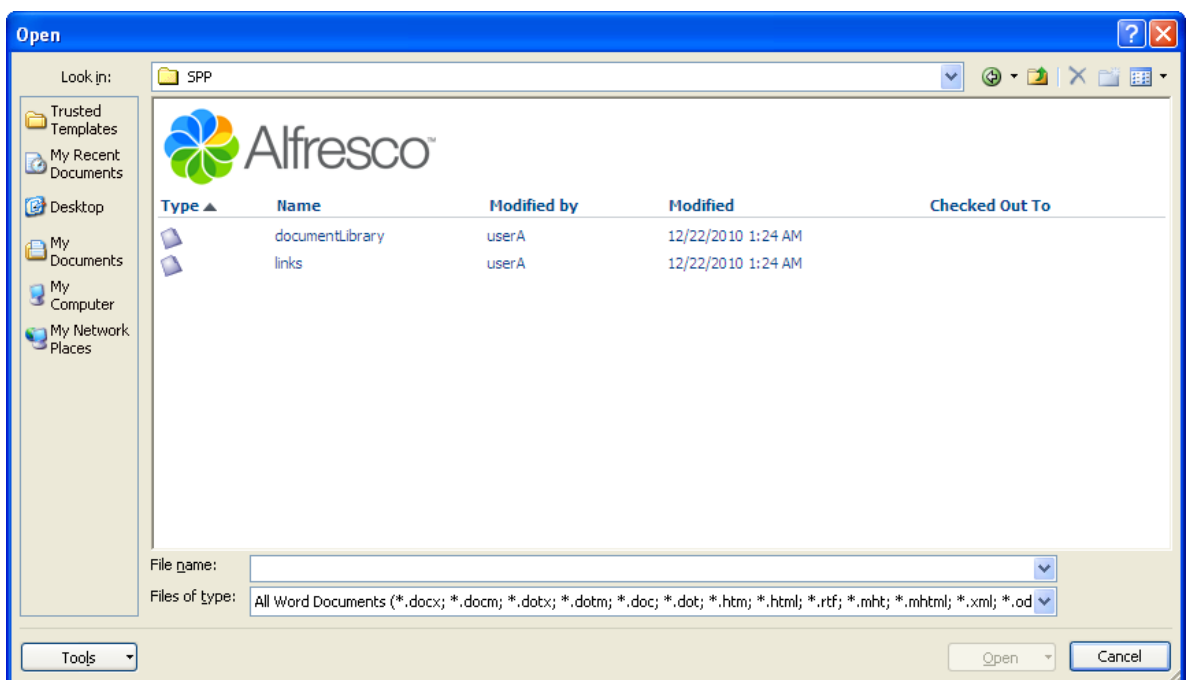 Open
Look in: SPP
Trusted
Templates
My Recent
Documents
Desktop
My
Documents
My
Computer
My Network
Places
Alfresco™
Type Name Modified by Modified Checked Out To
documentLibrary userA 12/22/2010 1:24 AM
links userA 12/22/2010 1:24 AM
File name:
Files of type: All Word Documents (*.docx; *.docm; *.dotx; *.dotm; *.doc; *.dot; *.htm; *.html; *.rtf; *.mht; *.mhtml; *.xml; *.od
Tools Open Cancel